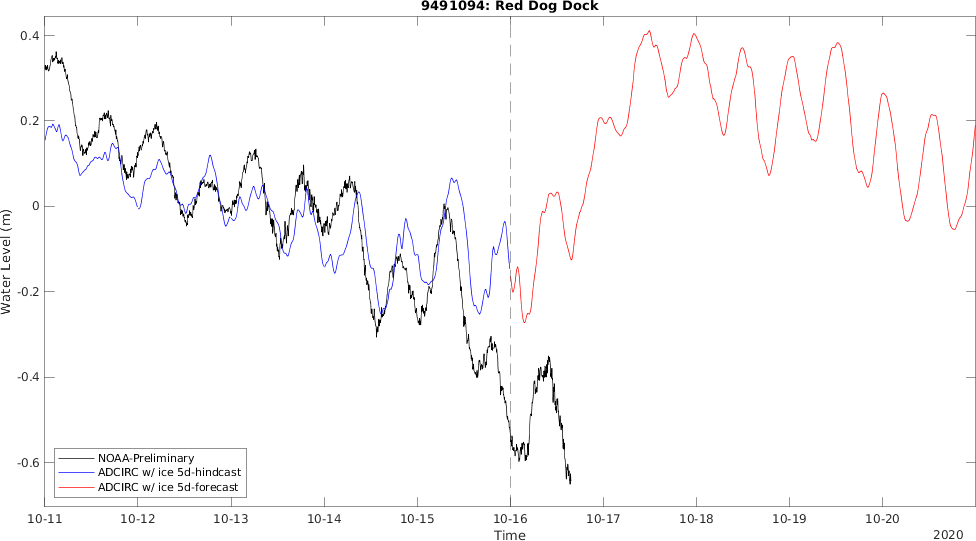 9491094: Red Dog Dock
Water Level (m)
0.4
0.2
0
-0.2
-0.4
-0.6
NOAA-Preliminary
ADCIRC w/ ice 5d-hindcast
ADCIRC w/ ice 5d-forecast
10-11 10-12 10-13 10-14 10-15 10-16 10-17 10-18 10-19 10-20
Time
2020